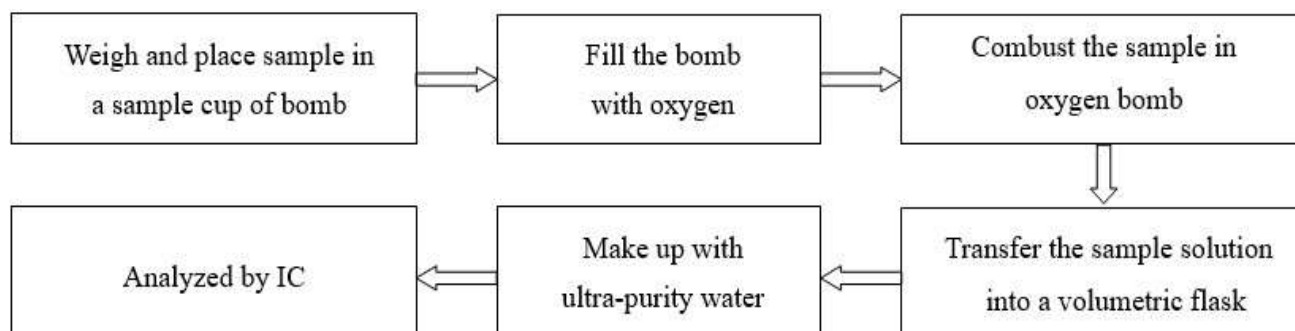 Weigh and place sample in
a sample cup of bomb
Fill the bomb
with oxygen
Combust the sample in
oxygen bomb
Transfer the sample solution
into a volumetric flask
Make up with
ultra-purity water
Analyzed by IC